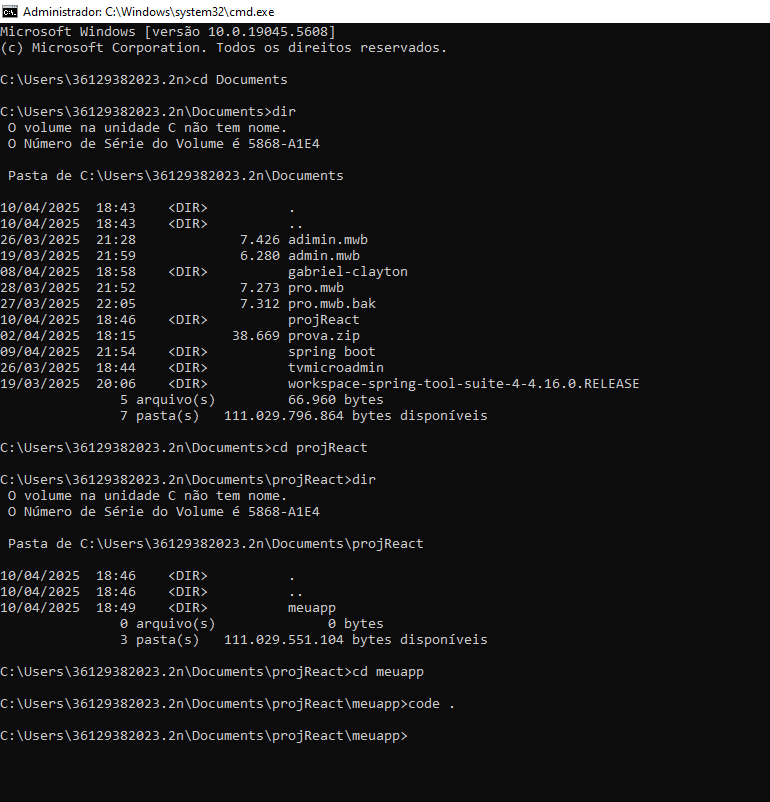 Administrador: C:\Windows\system32\cmd.exe
Microsoft Windows [versão 10.0.19045.5608]
(c) Microsoft Corporation. Todos os direitos reservados.
C:\Users\36129382023.2n>cd Documents
C:\Users\36129382023.2n\Documents>dir
 O volume na unidade C não tem nome.
 O Número de Série do Volume é 5868-A1E4
 Pasta de C:\Users\36129382023.2n\Documents
10/04/2025  18:43    <DIR>          .
10/04/2025  18:43    <DIR>          ..
26/03/2025  21:28             7.426 adimin.mwb
19/03/2025  21:59             6.280 admin.mwb
08/04/2025  18:58    <DIR>          gabriel-clayton
28/03/2025  21:52             7.273 pro.mwb
27/03/2025  22:05             7.312 pro.mwb.bak
10/04/2025  18:46    <DIR>          projReact
02/04/2025  18:15            38.669 prova.zip
09/04/2025  21:54    <DIR>          spring boot
26/03/2025  18:44    <DIR>          tvmicroadmin
19/03/2025  20:06    <DIR>          workspace-spring-tool-suite-4-4.16.0.RELEASE
               5 arquivo(s)         66.960 bytes
               7 pasta(s)   111.029.796.864 bytes disponíveis
C:\Users\36129382023.2n\Documents>cd projReact
C:\Users\36129382023.2n\Documents\projReact>dir
 O volume na unidade C não tem nome.
 O Número de Série do Volume é 5868-A1E4
 Pasta de C:\Users\36129382023.2n\Documents\projReact
10/04/2025  18:46    <DIR>          .
10/04/2025  18:46    <DIR>          ..
10/04/2025  18:49    <DIR>          meuapp
               0 arquivo(s)              0 bytes
               3 pasta(s)   111.029.551.104 bytes disponíveis
C:\Users\36129382023.2n\Documents\projReact>cd meuapp
C:\Users\36129382023.2n\Documents\projReact\meuapp>code .
C:\Users\36129382023.2n\Documents\projReact\meuapp>